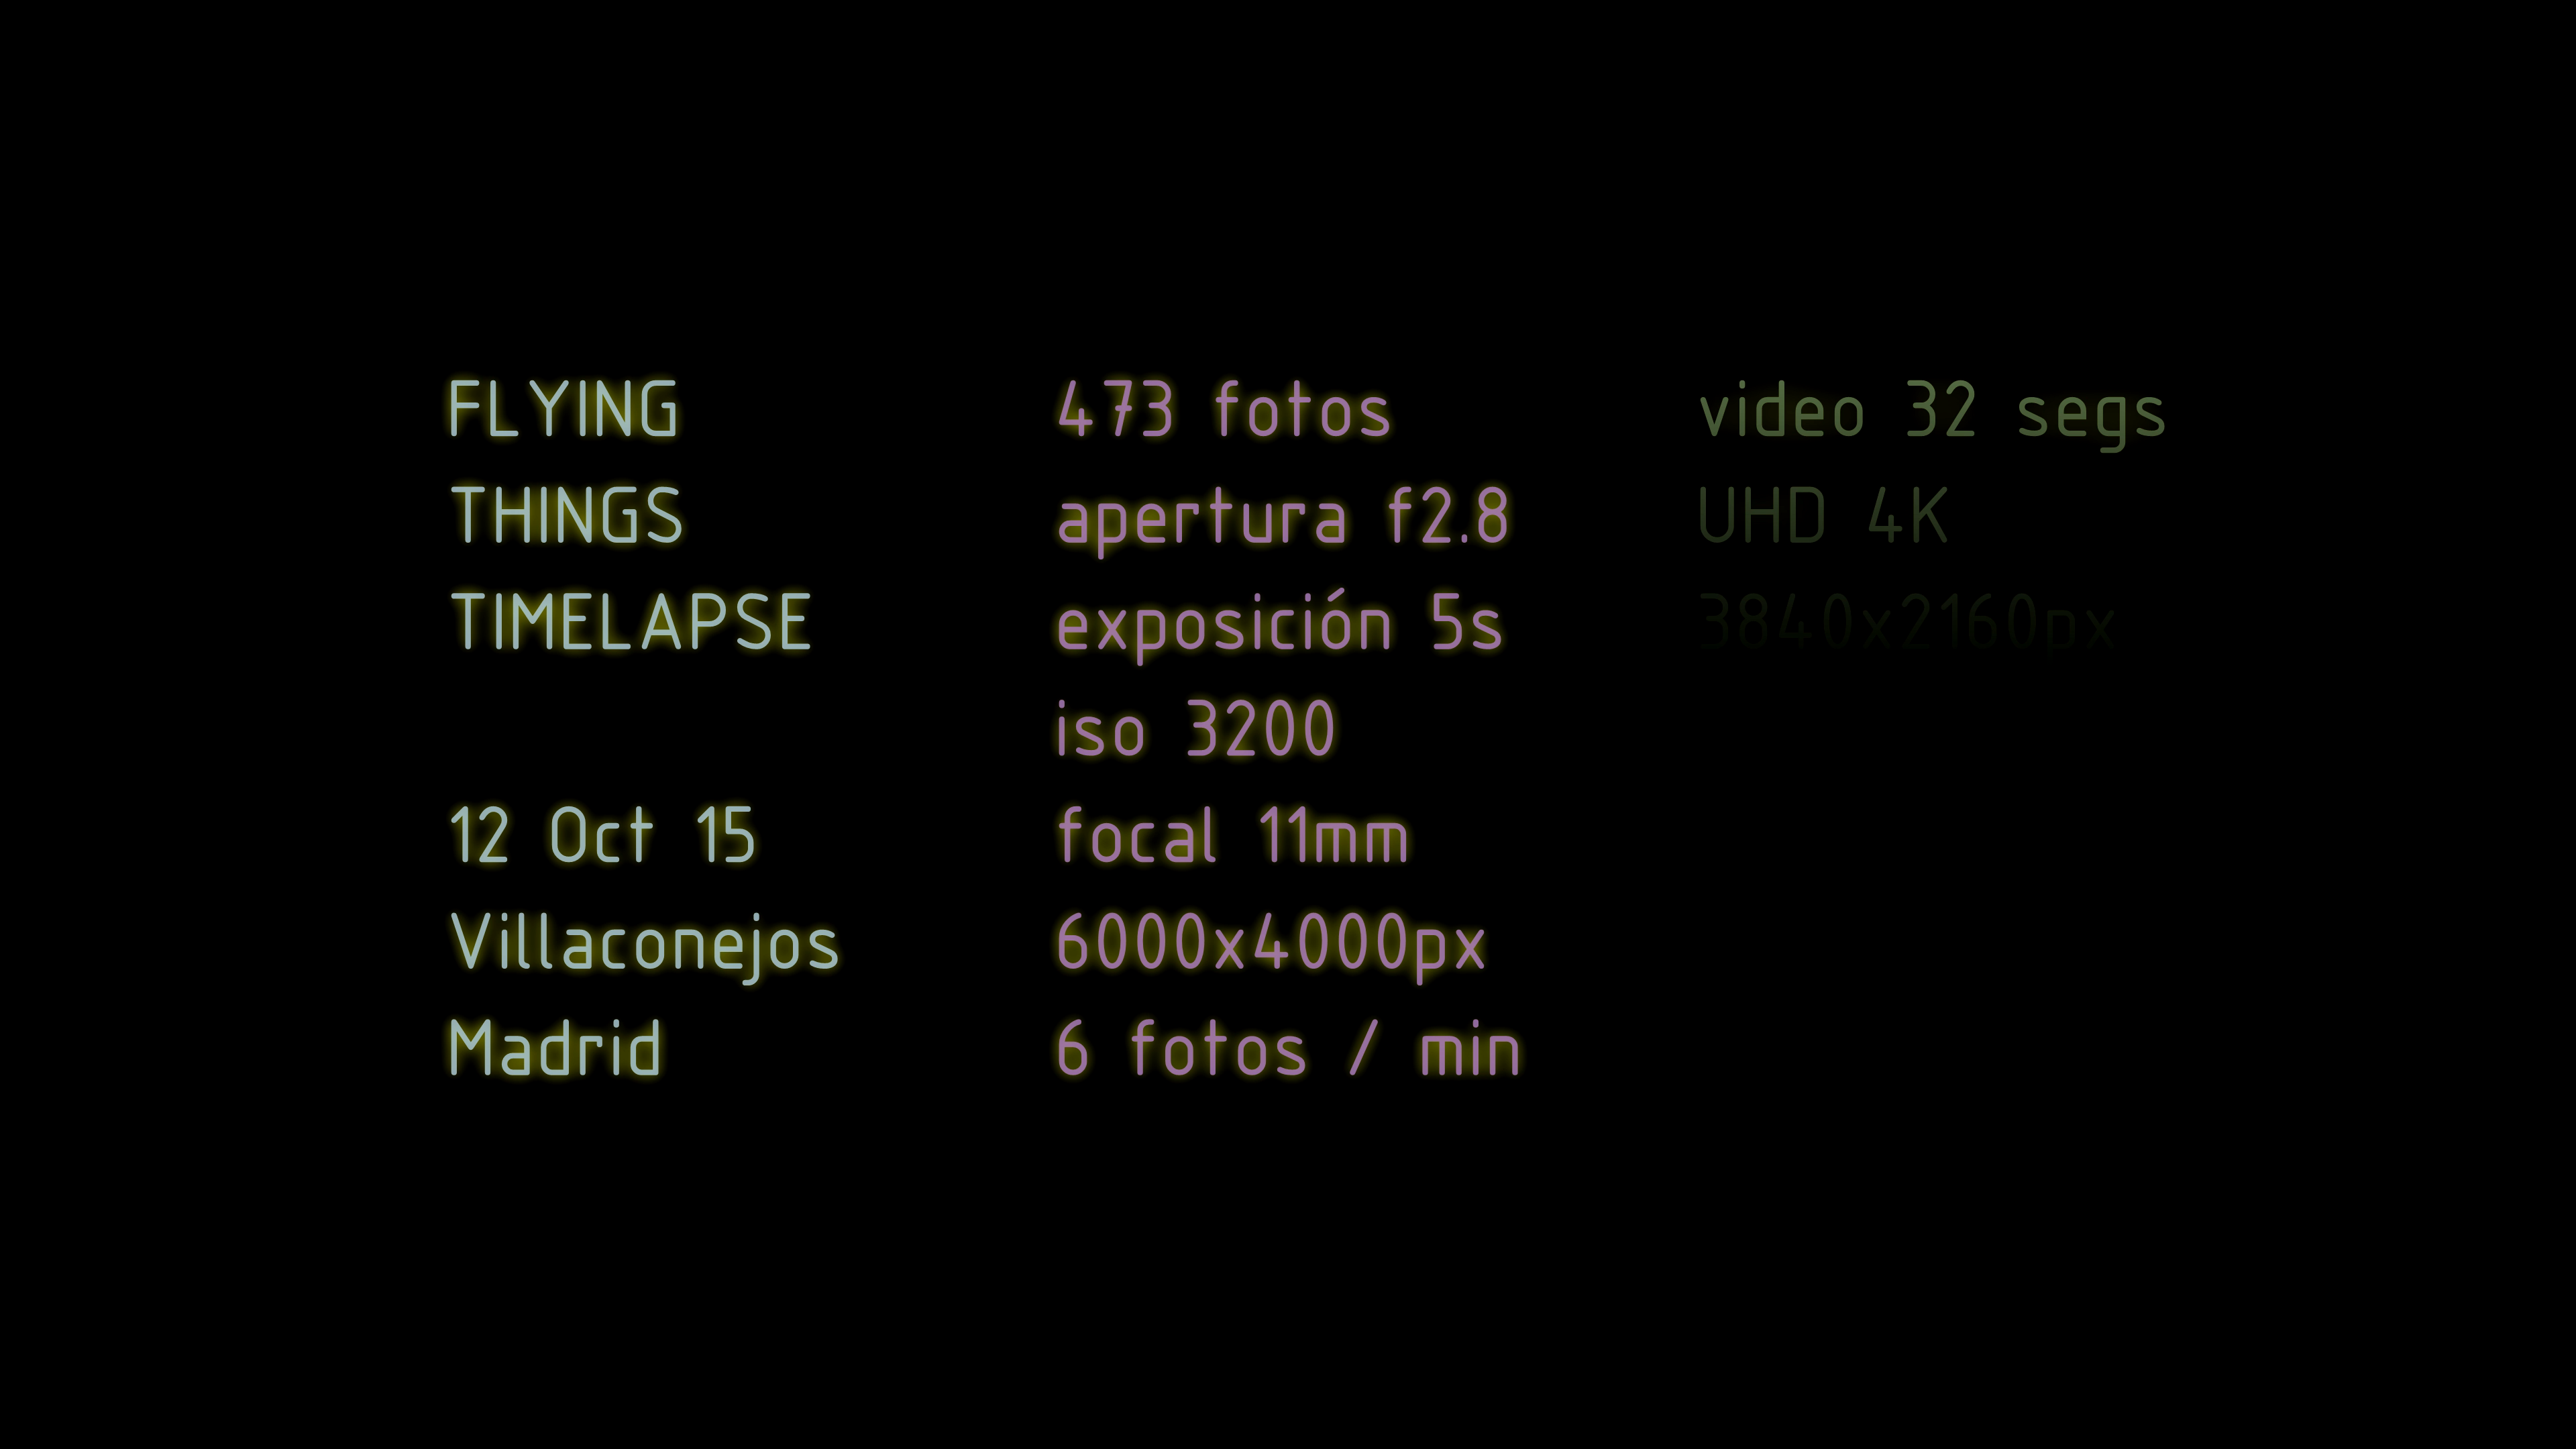 FLYING
THINGS
TIMELAPSE
12 Oct 15
Villaconejos
Madrid
473 fotos
apertura f2.8
exposición 5s
iso 3200
focal 11mm
6000x4000px
6 fotos / min
video 32 segs
UHD 4K
3840x2160px